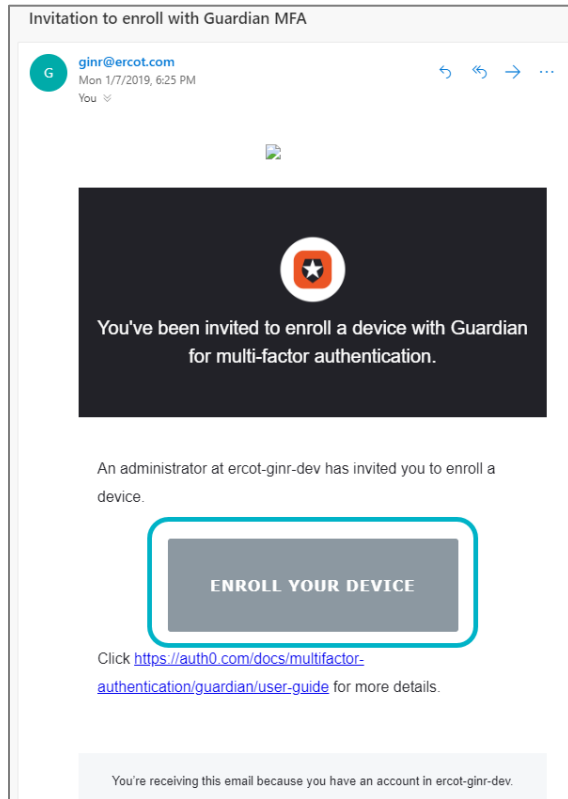 Invitation to enroll with Guardian MFA
G
ginr@ercot.com
Mon 1/7/2019, 6:25 PM
You
You've been invited to enroll a device with Guardian
for multi-factor authentication.
An administrator at ercot-ginr-dev has invited you to enroll a
device.
ENROLL YOUR DEVICE
Click https://auth0.com/docs/multifactor-
authentication/guardian/user-guide for more details.
You're receiving this email because you have an account in ercot-ginr-dev.